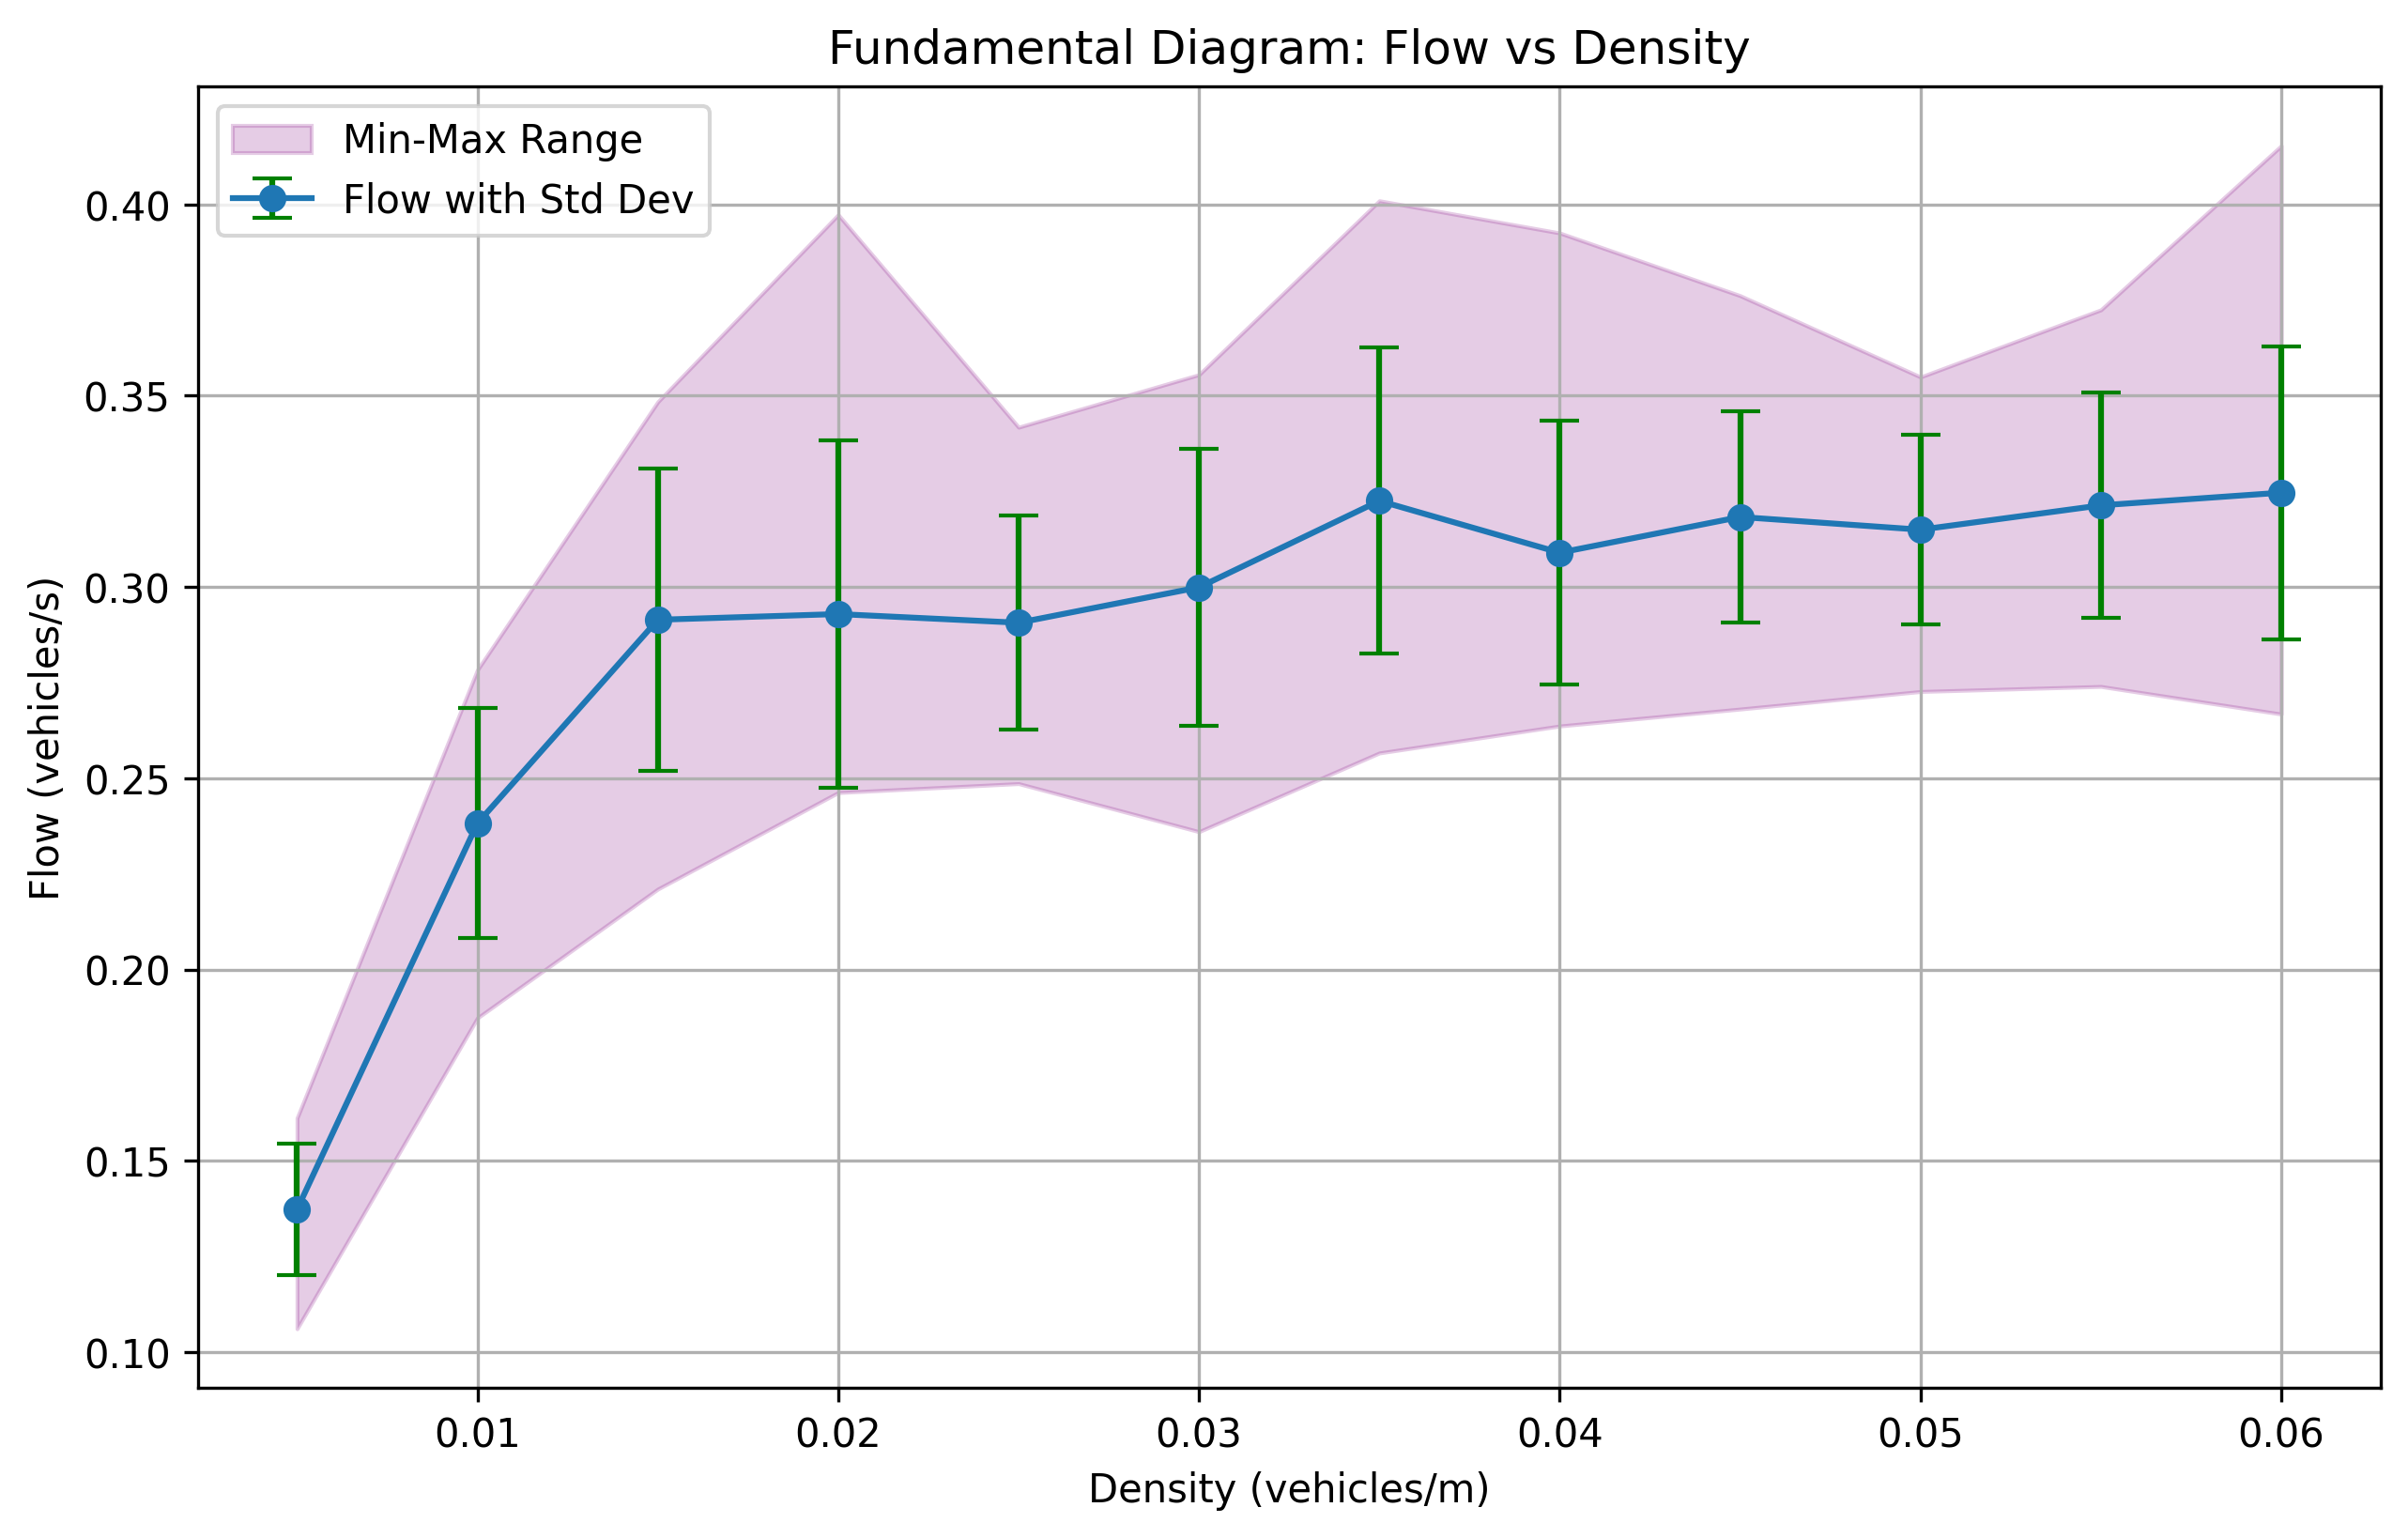 Fundamental Diagram: Flow vs Density
Min-Max Range
Flow with Std Dev
Flow (vehicles/s)
0.40
0.35
0.30
0.25
0.20
0.15
0.10
0.01 0.02 0.03 0.04 0.05 0.06
Density (vehicles/m)